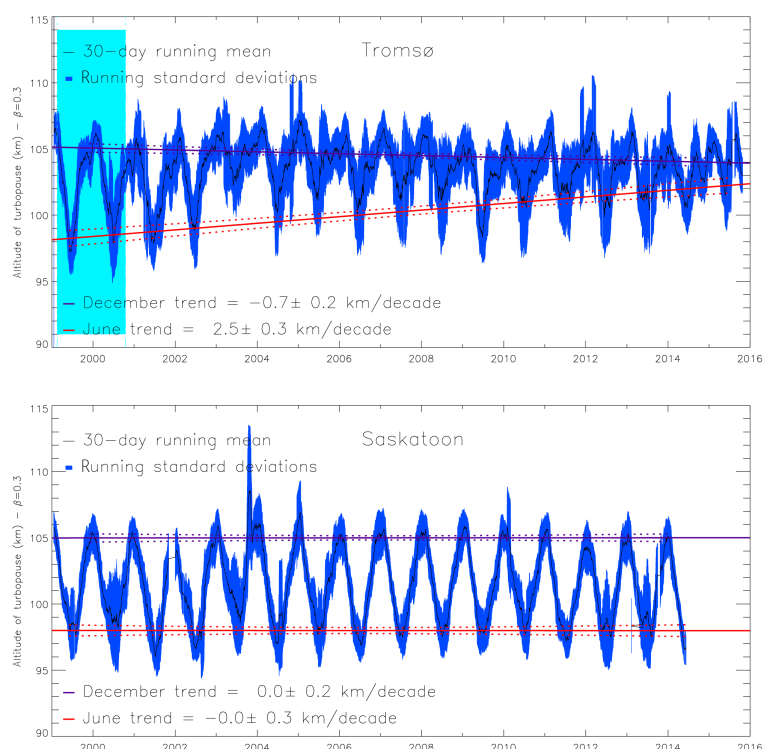 115
110
105
100
95
90
Altitude of turbopause (km) – β=0.3
— 30–day running mean
Tromsø
Running standard deviations
— December trend = –0.7± 0.2 km/decade
— June trend = 2.5± 0.3 km/decade
2000 2002 2004 2006 2008 2010 2012 2014 2016
115
110
105
100
95
90
Altitude of turbopause (km) – β=0.3
— 30–day running mean
Saskatoon
Running standard deviations
— December trend = 0.0± 0.2 km/decade
— June trend = –0.0± 0.3 km/decade
2000 2002 2004 2006 2008 2010 2012 2014 2016